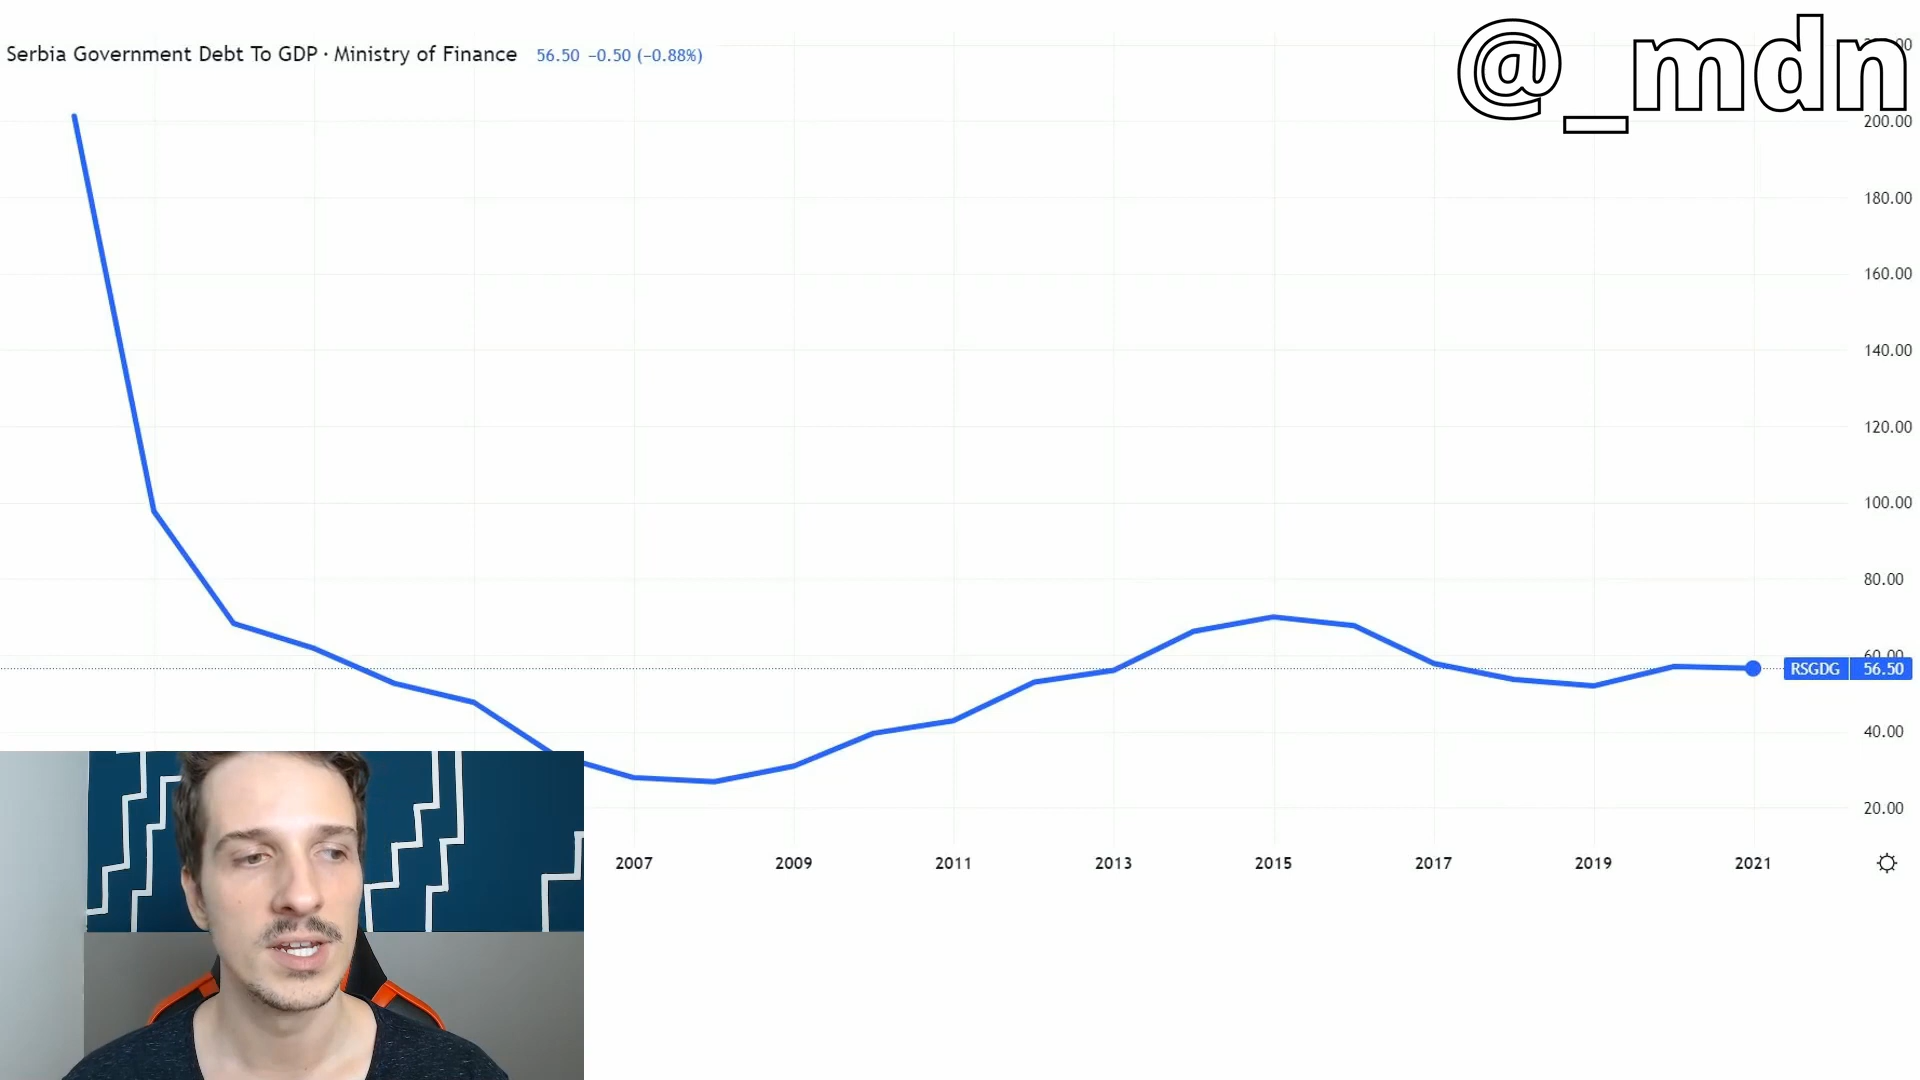 @_mdn
Serbia Government Debt To GDP · Ministry of Finance 56.50 −0.50 (−0.88%)
200.00
180.00
160.00
140.00
120.00
100.00
80.00
60.00
RSGDG 56.50
40.00
20.00
2007 2009 2011 2013 2015 2017 2019 2021